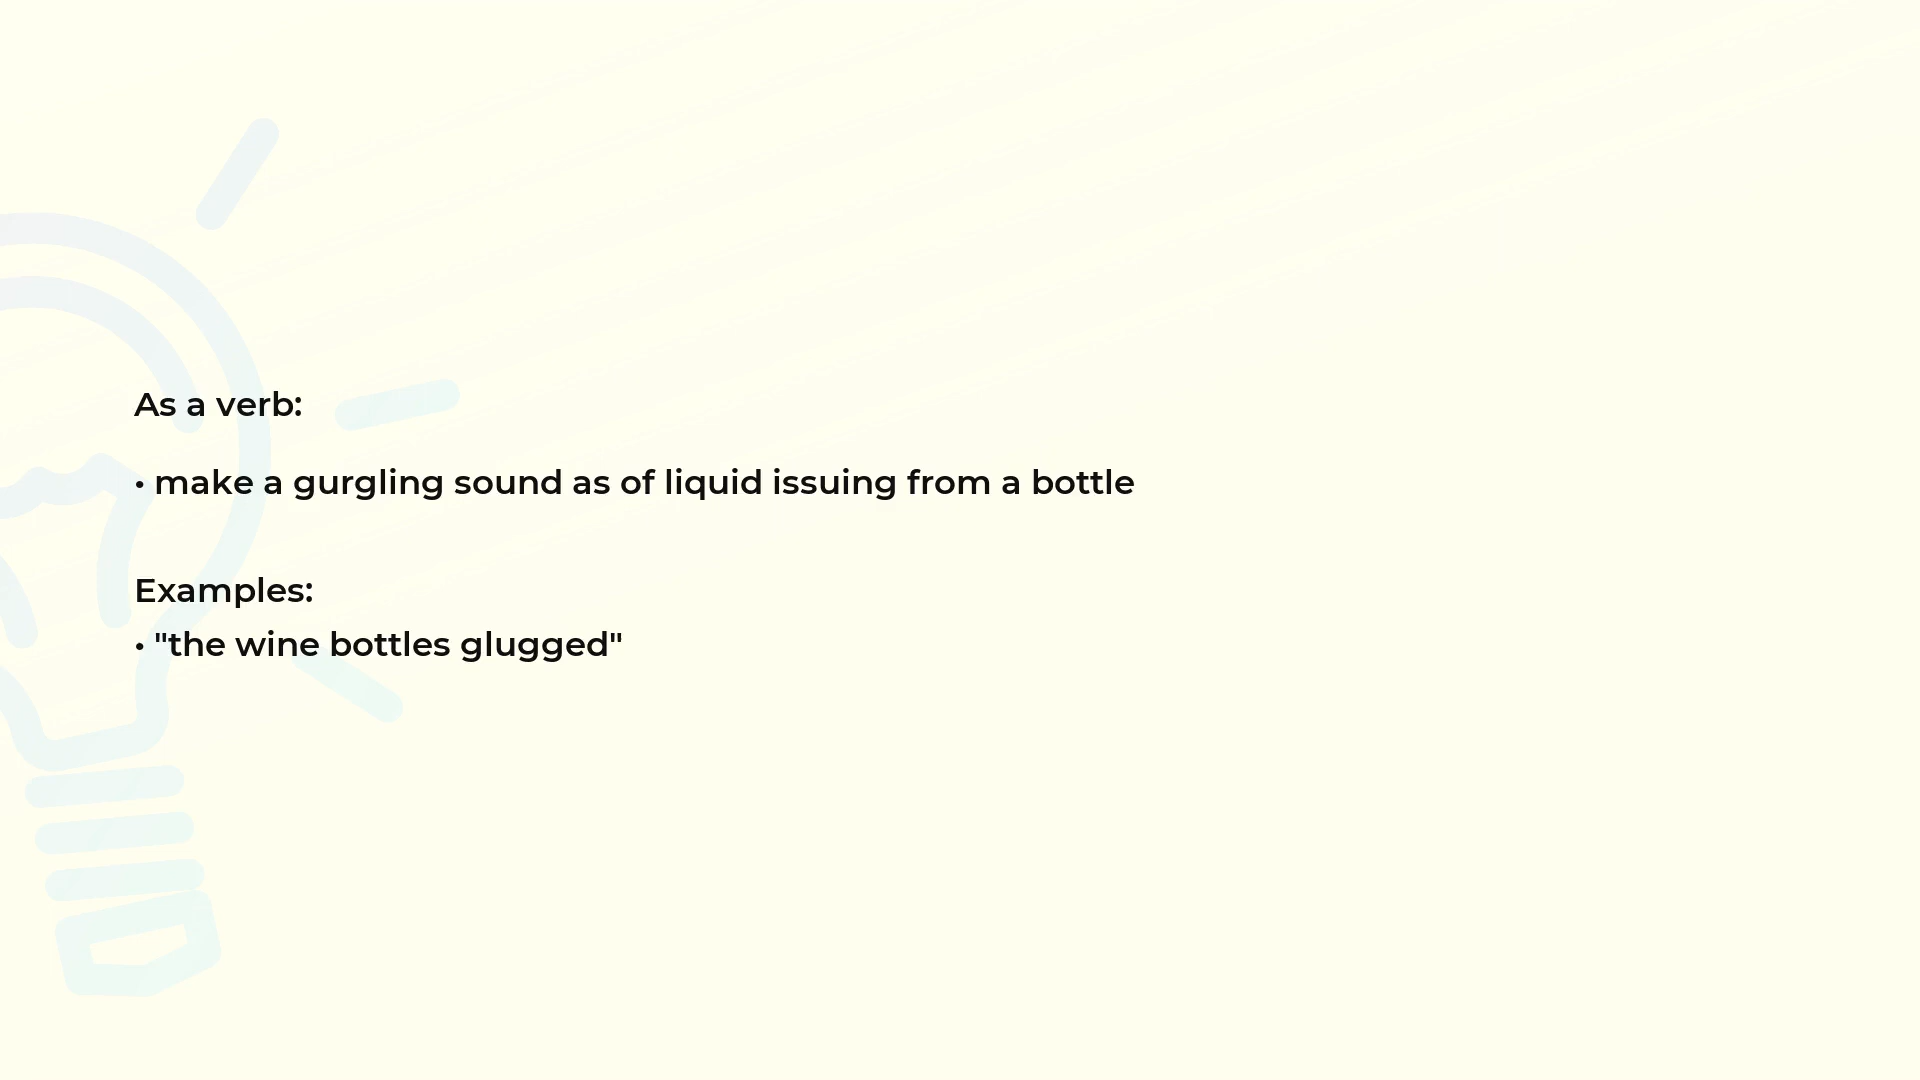 As a verb:
• make a gurgling sound as of liquid issuing from a bottle
Examples:
• "the wine bottles glugged"